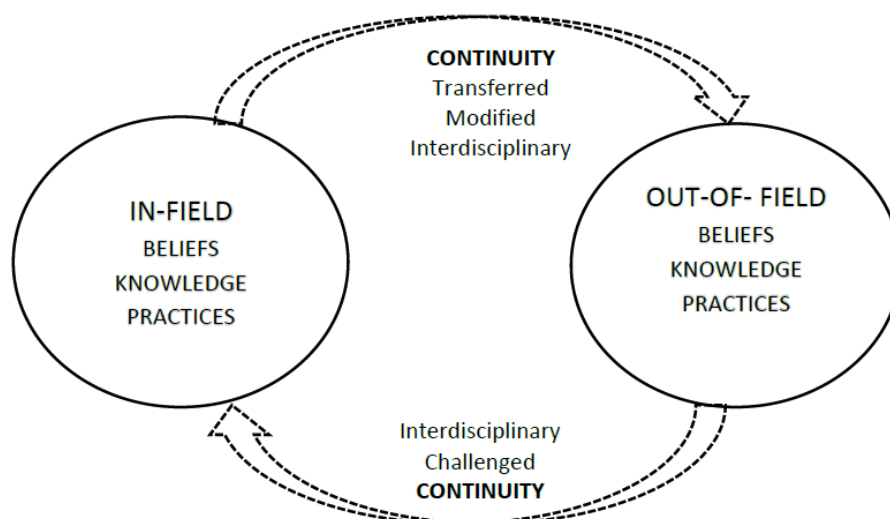 CONTINUITY
Transferred
Modified
Interdisciplinary
IN-FIELD
BELIEFS
KNOWLEDGE
PRACTICES
OUT-OF- FIELD
BELIEFS
KNOWLEDGE
PRACTICES
Interdisciplinary
Challenged
CONTINUITY